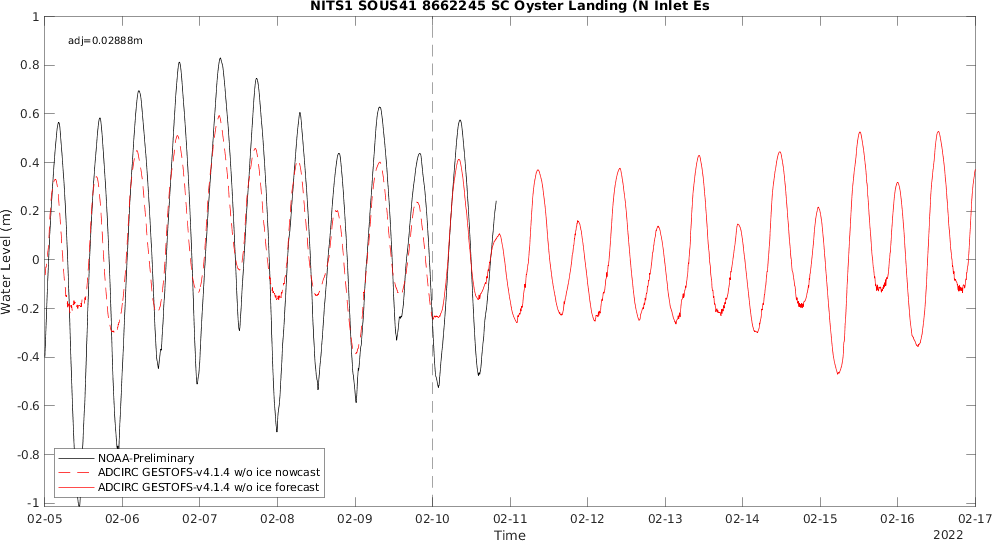 NITS1 SOUS41 8662245 SC Oyster Landing (N Inlet Es
adj=0.02888m
1
0.8
0.6
0.4
0.2
0
-0.2
-0.4
-0.6
-0.8
-1
Water Level (m)
NOAA-Preliminary
ADCIRC GESTOFS-v4.1.4 w/o ice nowcast
ADCIRC GESTOFS-v4.1.4 w/o ice forecast
02-05 02-06 02-07 02-08 02-09 02-10 02-11 02-12 02-13 02-14 02-15 02-16 02-17
Time
2022